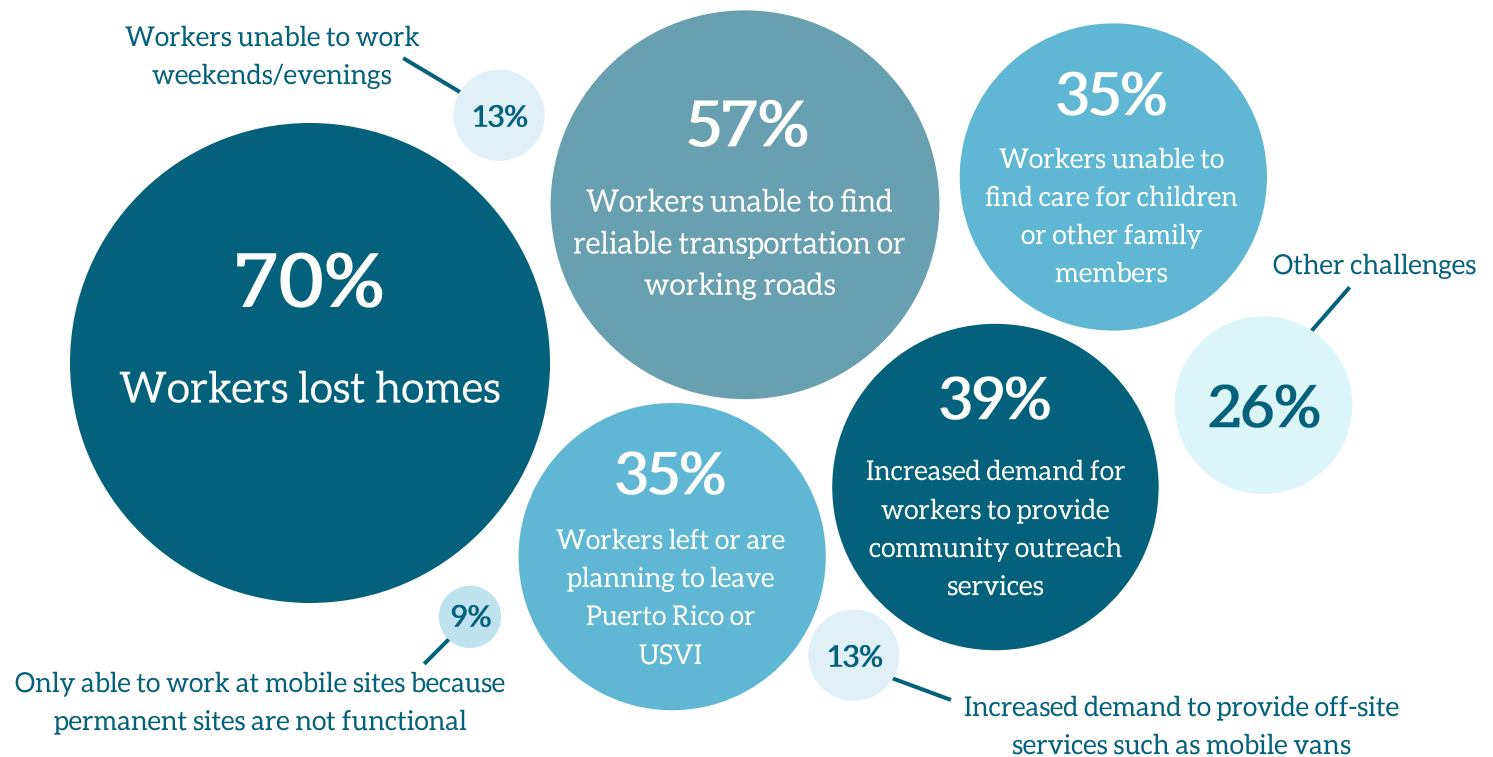 Workers unable to work
weekends/evenings
13%
70%
Workers lost homes
57%
Workers unable to find
reliable transportation or
working roads
35%
Workers unable to
find care for children
or other family
members
Other challenges
26%
39%
Increased demand for
workers to provide
community outreach
services
35%
Workers left or are
planning to leave
Puerto Rico or
USVI
9%
Only able to work at mobile sites because
permanent sites are not functional
13%
Increased demand to provide off-site
services such as mobile vans